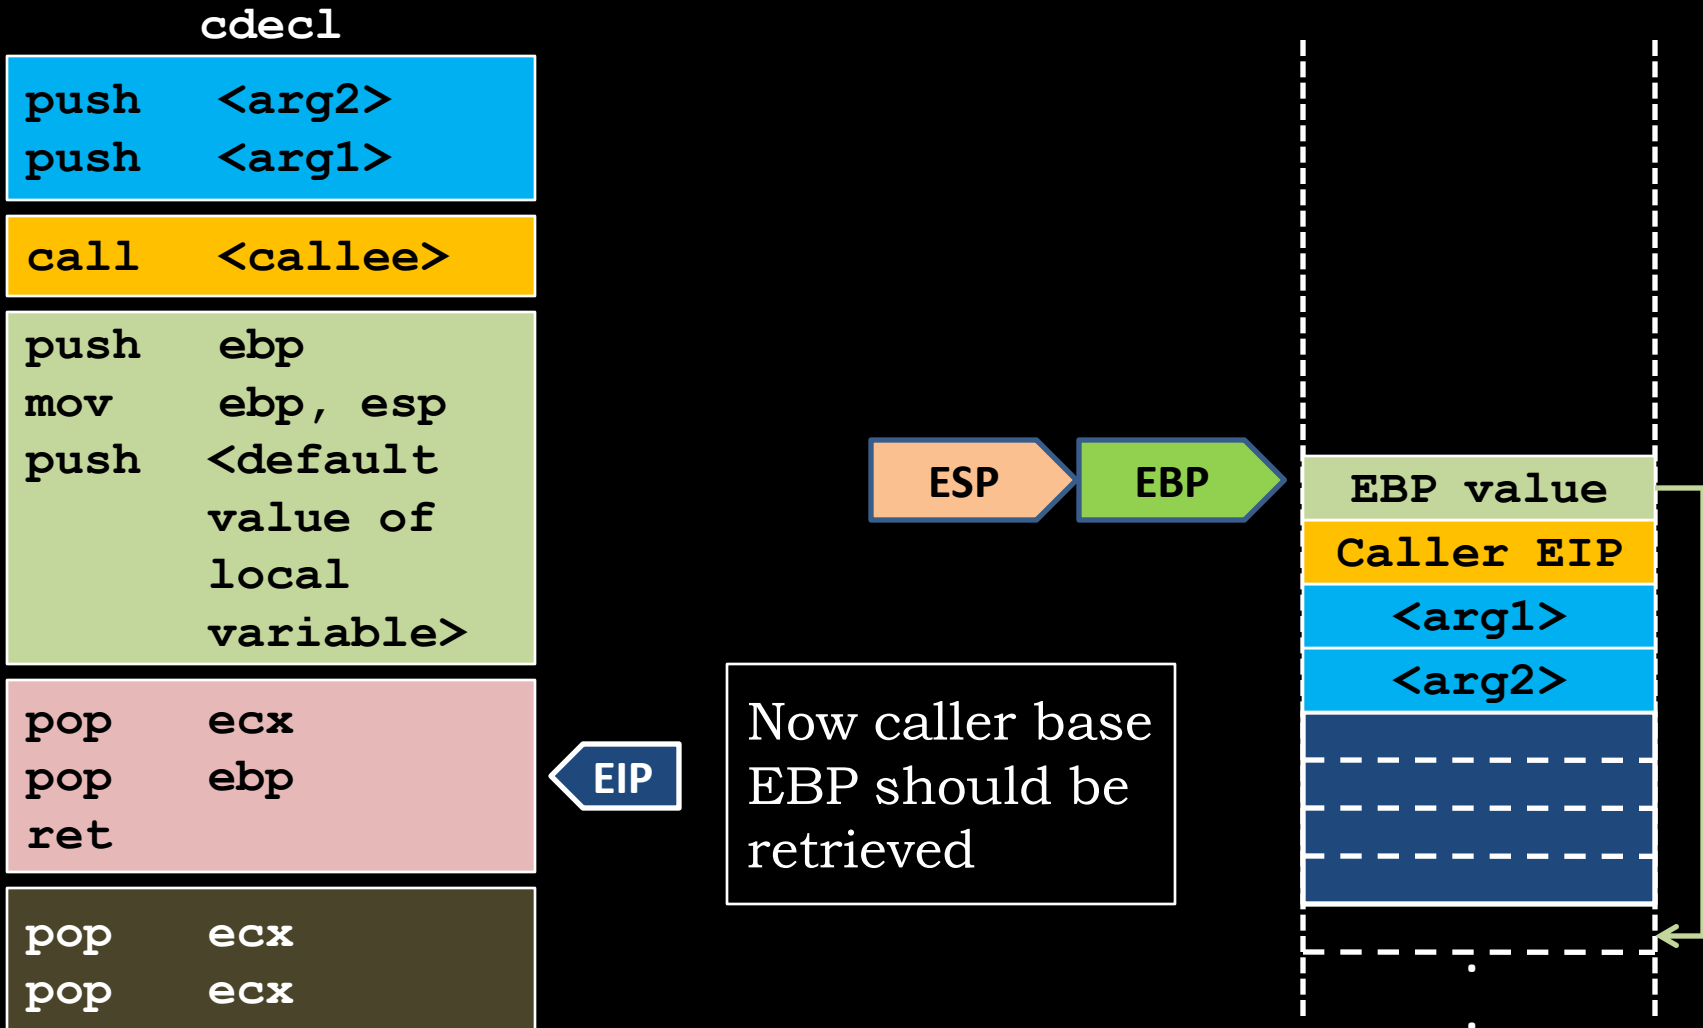 cdecl
push <arg2>
push <arg1>
call <callee>
push ebp
mov ebp, esp
push <default
value of
local
variable>
pop ecx
pop ebp
ret
pop ecx
pop ecx
ESP
EBP
EIP
Now caller base
EBP should be
retrieved
EBP value
Caller EIP
<arg1>
<arg2>